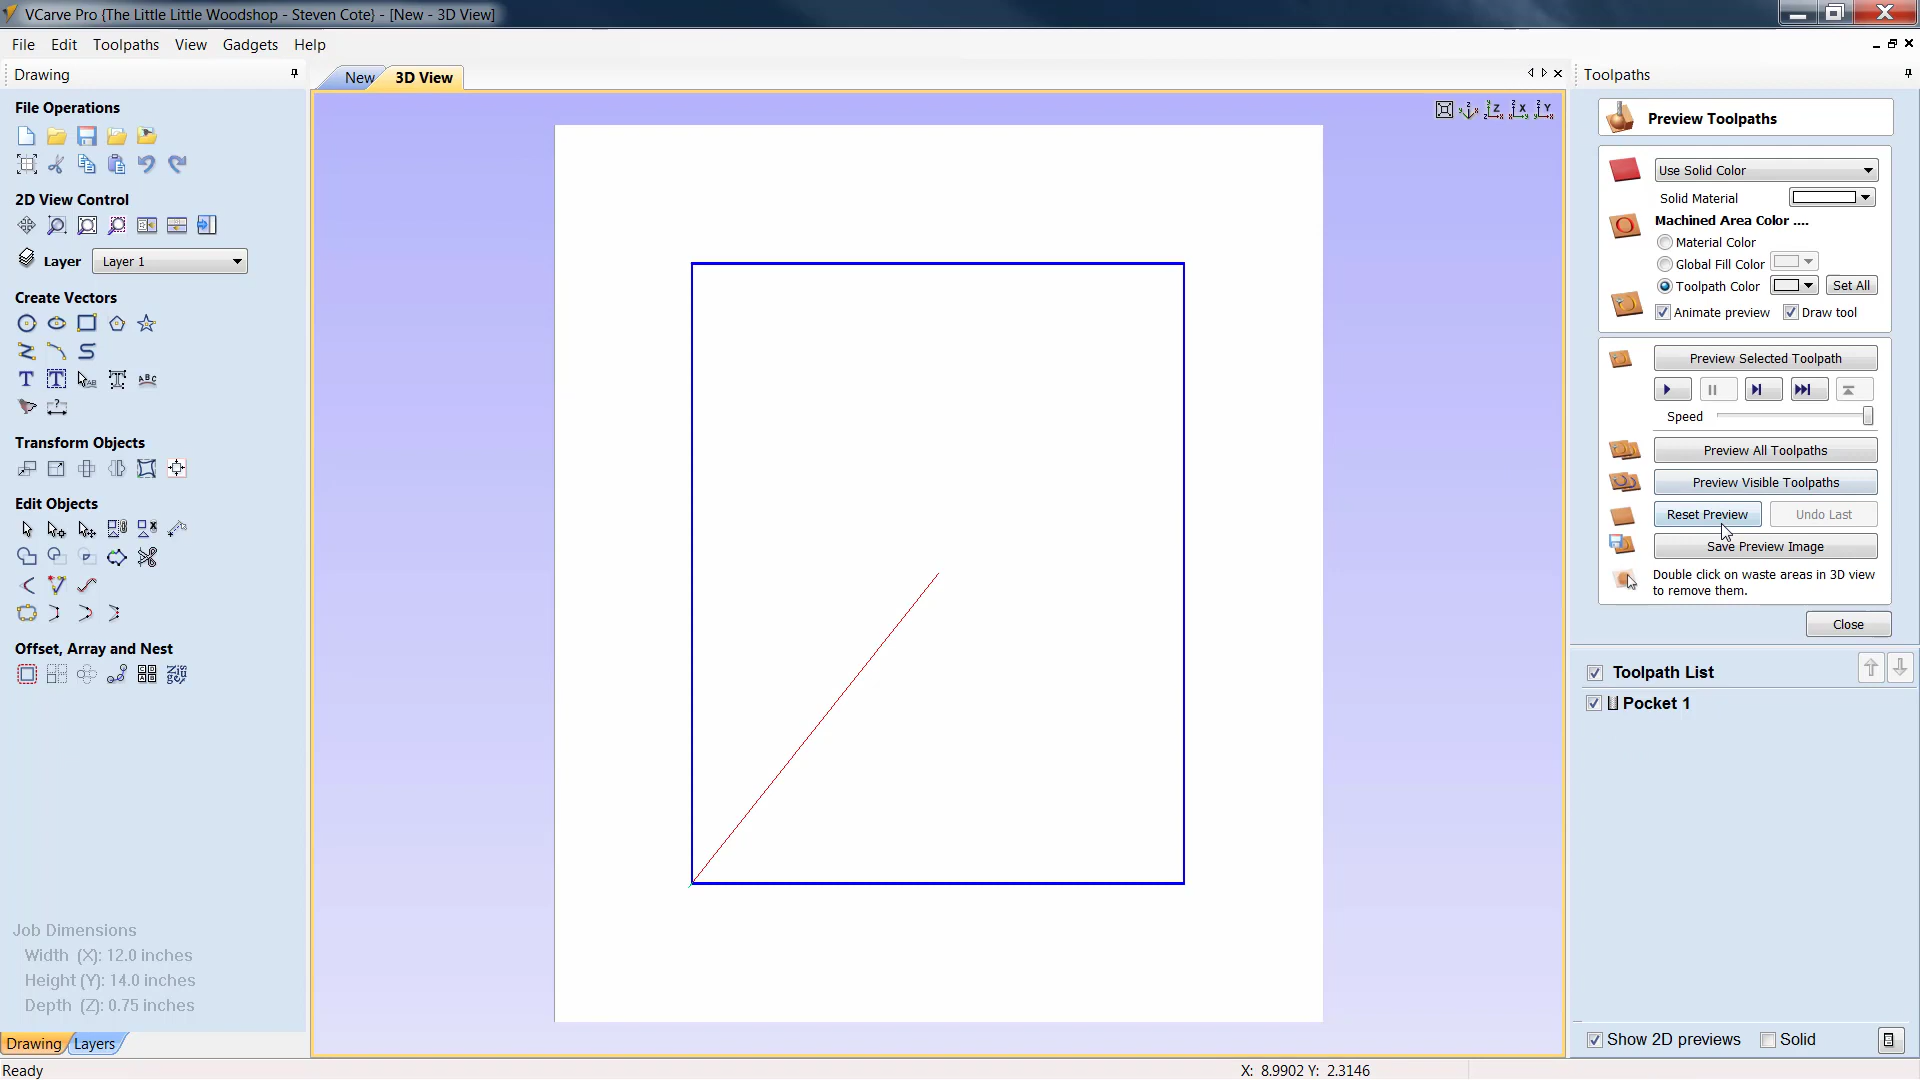 VCarve Pro {The Little Little Woodshop - Steven Cote} - [New - 3D View]
File Edit Toolpaths View Gadgets Help
Drawing
File Operations
2D View Control
Layer Layer 1
Create Vectors
Transform Objects
Edit Objects
Offset, Array and Nest
Job Dimensions
Width (X): 12.0 inches
Height (Y): 14.0 inches
Depth (Z): 0.75 inches
Drawing Layers
Ready
New 3D View
X: 8.9902 Y: 2.3146
Toolpaths
Preview Toolpaths
Use Solid Color
Solid Material
Machined Area Color ....
Material Color
Global Fill Color
Toolpath Color Set All
Animate preview Draw tool
Preview Selected Toolpath
Speed
Preview All Toolpaths
Preview Visible Toolpaths
Reset Preview Undo Last
Save Preview Image
Double click on waste areas in 3D view
to remove them.
Close
Toolpath List
Pocket 1
Show 2D previews Solid